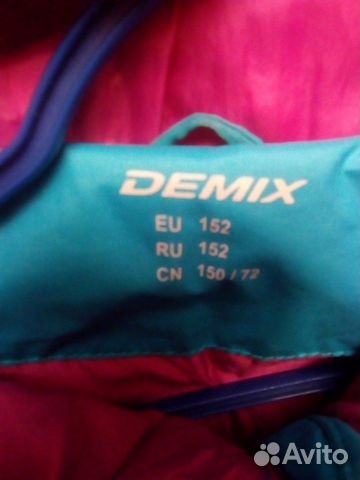 DEMIX
EU 152
RU 152
CN 150/72
Avito